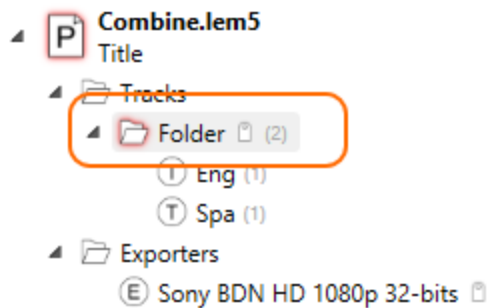 P Combine.lem5
Title
Tracks
Folder (2)
T Eng (1)
T Spa (1)
Exporters
E Sony BDN HD 1080p 32-bits